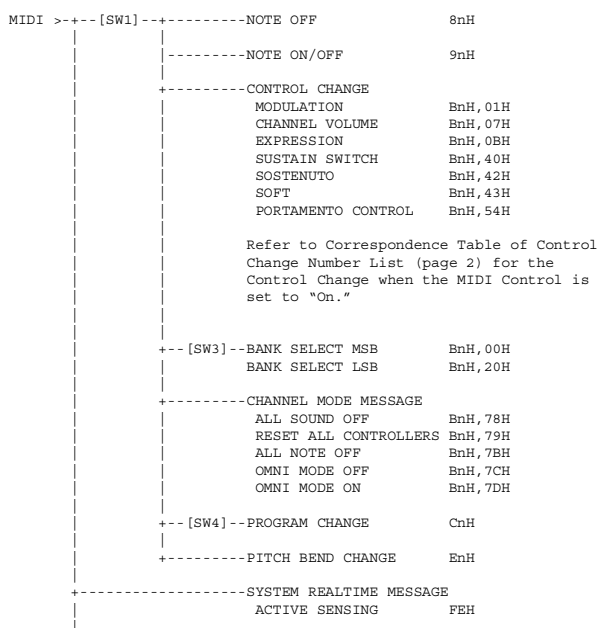 MIDI >-+--[SW1]--+---------NOTE OFF 8nH
|---------NOTE ON/OFF 9nH
+---------CONTROL CHANGE
MODULATION BnH,01H
CHANNEL VOLUME BnH,07H
EXPRESSION BnH,0BH
SUSTAIN SWITCH BnH,40H
SOSTENUTO BnH,42H
SOFT BnH,43H
PORTAMENTO CONTROL BnH,54H
Refer to Correspondence Table of Control
Change Number List (page 2) for the
Control Change when the MIDI Control is
set to “On.”
+--[SW3]--BANK SELECT MSB BnH,00H
BANK SELECT LSB BnH,20H
+---------CHANNEL MODE MESSAGE
ALL SOUND OFF BnH,78H
RESET ALL CONTROLLERS BnH,79H
ALL NOTE OFF BnH,7BH
OMNI MODE OFF BnH,7CH
OMNI MODE ON BnH,7DH
+--[SW4]--PROGRAM CHANGE CnH
+---------PITCH BEND CHANGE EnH
+-------------------SYSTEM REALTIME MESSAGE
ACTIVE SENSING FEH